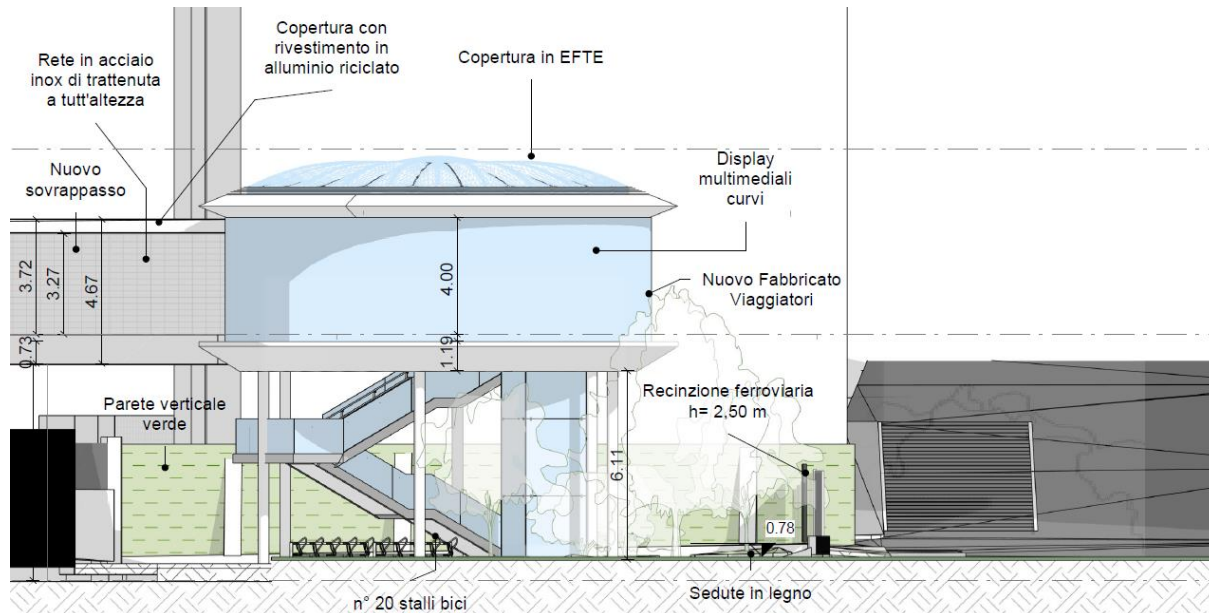 Copertura con
rivestimento in
alluminio riciclato
Rete in acciaio
inox di trattenuta
a tutt'altezza
Copertura in EFTE
Nuovo
sovrappasso
Display
multimediali
curvi
3.72
3.27
4.67
4.00
Nuovo Fabbricato
Viaggiatori
0.73
1.19
Parete verticale
verde
Recinzione ferroviaria
h= 2,50 m
6.11
0.78
n° 20 stalli bici
Sedute in legno